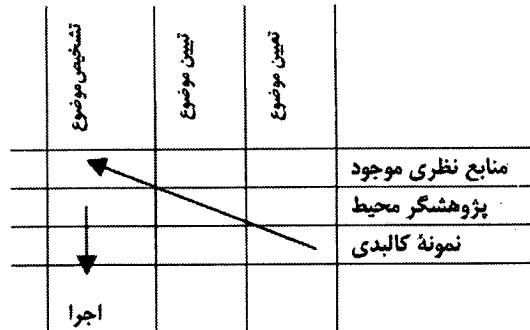 تعیین موضوع
تبیین موضوع
تشخیص موضوع
منابع نظری موجود
پژوهشگر محیط
نمونهٔ کالبدی
اجرا